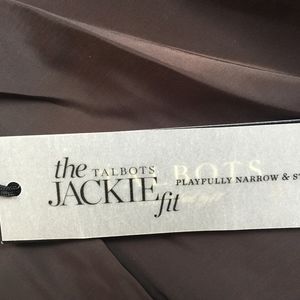 the TALBOTS
JACKIE fit
PLAYFULLY NARROW &